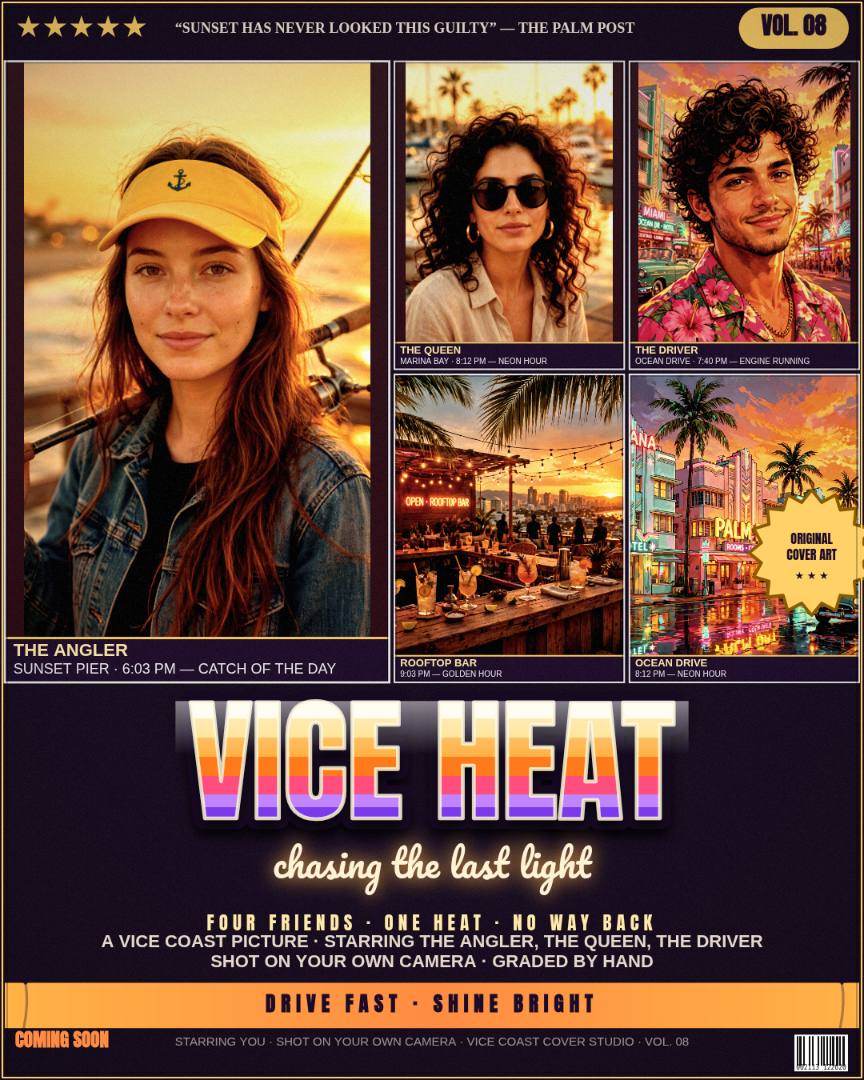 “SUNSET HAS NEVER LOOKED THIS GUILTY” — THE PALM POST
VOL. 08
THE ANGLER
SUNSET PIER · 6:03 PM — CATCH OF THE DAY
THE QUEEN
MARINA BAY · 8:12 PM — NEON HOUR
MIAMI
THE DRIVER
OCEAN DRIVE · 7:40 PM — ENGINE RUNNING
OPEN · ROOFTOP BAR
ROOFTOP BAR
9:03 PM — GOLDEN HOUR
ANA
PALM
ROOMS
TEL
LET
ORIGINAL
COVER ART
★ ★ ★
OCEAN DRIVE
8:12 PM — NEON HOUR
VICE HEAT
chasing the last light
FOUR FRIENDS · ONE HEAT · NO WAY BACK
A VICE COAST PICTURE · STARRING THE ANGLER, THE QUEEN, THE DRIVER
SHOT ON YOUR OWN CAMERA · GRADED BY HAND
DRIVE FAST · SHINE BRIGHT
COMING SOON
STARRING YOU · SHOT ON YOUR OWN CAMERA · VICE COAST COVER STUDIO · VOL. 08